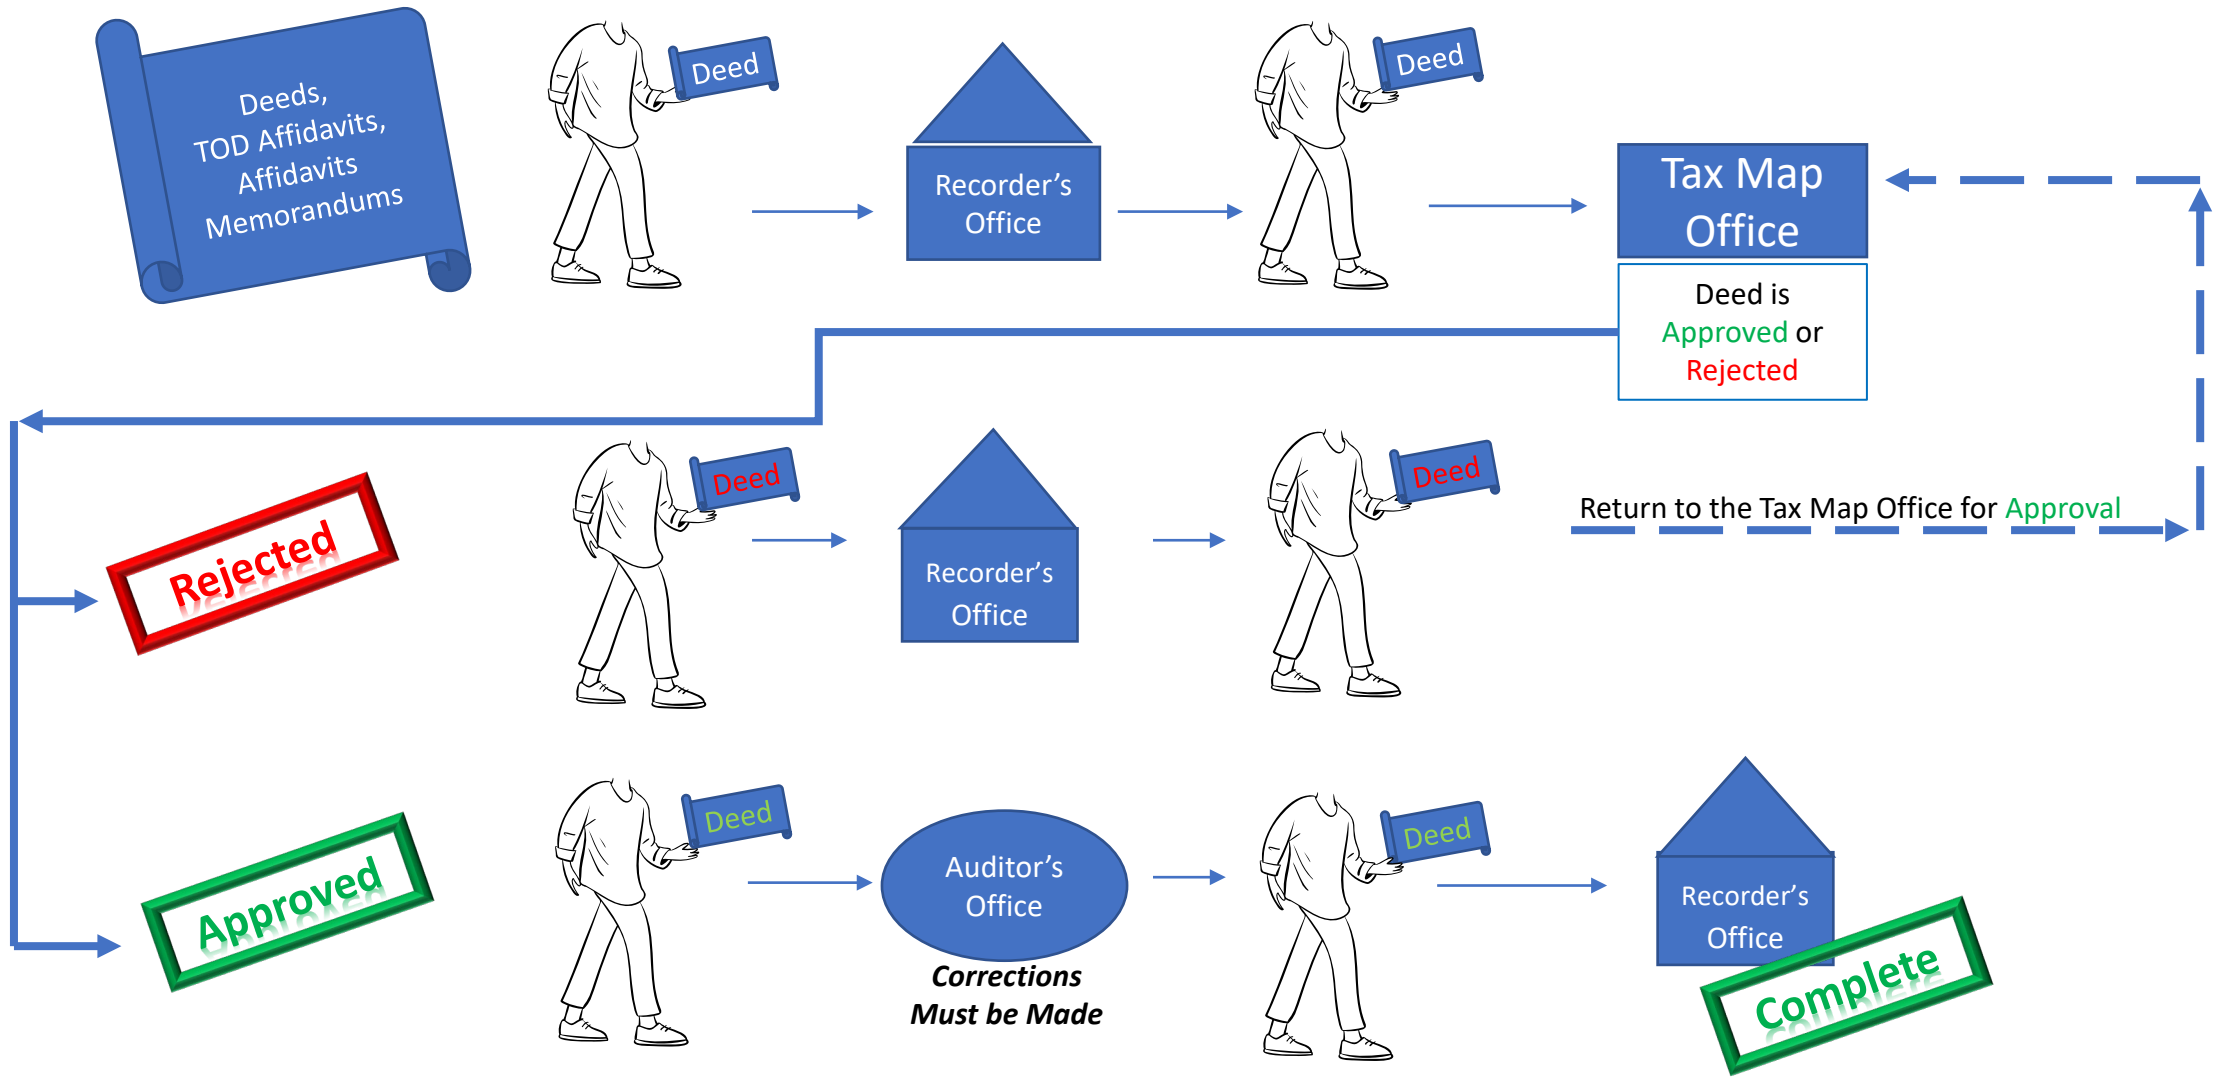 Deeds,
TOD Affidavits,
Affidavits
Memorandums
Deed
Recorder's
Office
Deed
Tax Map
Office
Deed is
Approved or
Rejected
Rejected
Deed
Recorder's
Office
Deed
Return to the Tax Map Office for Approval
Approved
Deed
Auditor's
Office
Corrections
Must be Made
Deed
Recorder's
Office
Complete